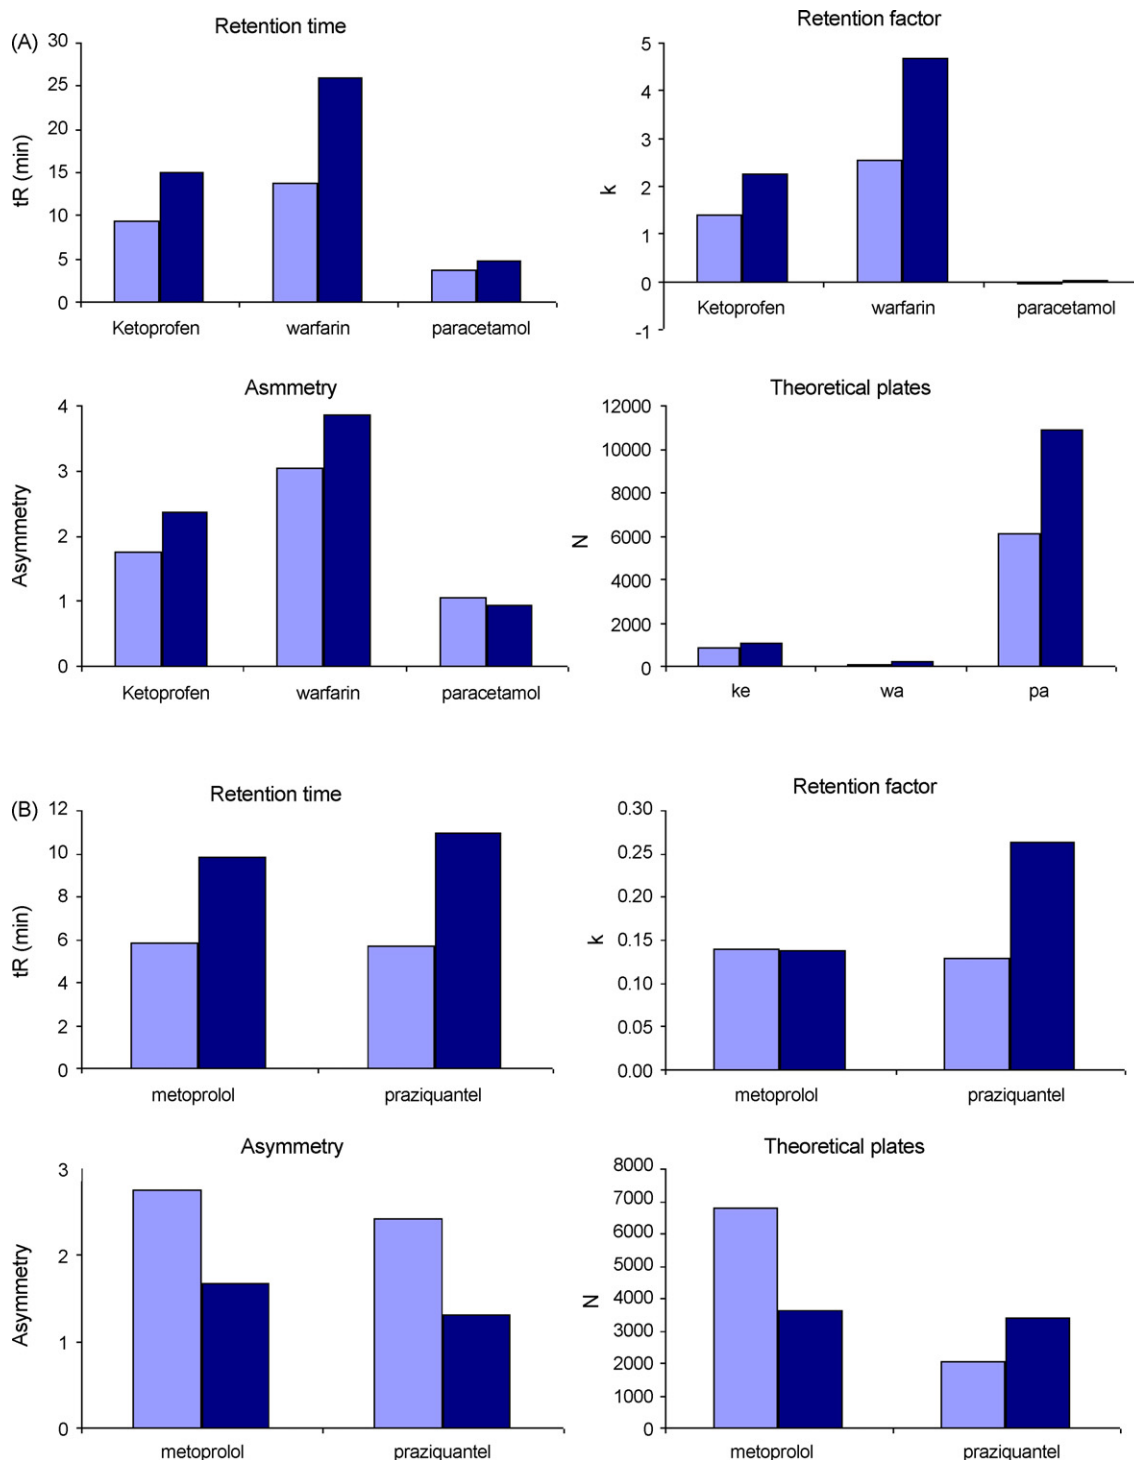 (A)
Retention time
tR (min)
30
25
20
15
10
5
0
Ketoprofen warfarin paracetamol
Retention factor
k
5
4
3
2
1
0
-1
Ketoprofen warfarin paracetamol
Asmmetry
Asymmetry
4
3
2
1
0
Ketoprofen warfarin paracetamol
Theoretical plates
N
12000
10000
8000
6000
4000
2000
0
ke wa pa
(B)
Retention time
tR (min)
12
10
8
6
4
2
0
metoprolol praziquantel
Retention factor
k
0.30
0.25
0.20
0.15
0.10
0.05
0.00
metoprolol praziquantel
Asymmetry
Asymmetry
3
2
1
0
metoprolol praziquantel
Theoretical plates
N
8000
7000
6000
5000
4000
3000
2000
1000
0
metoprolol praziquantel